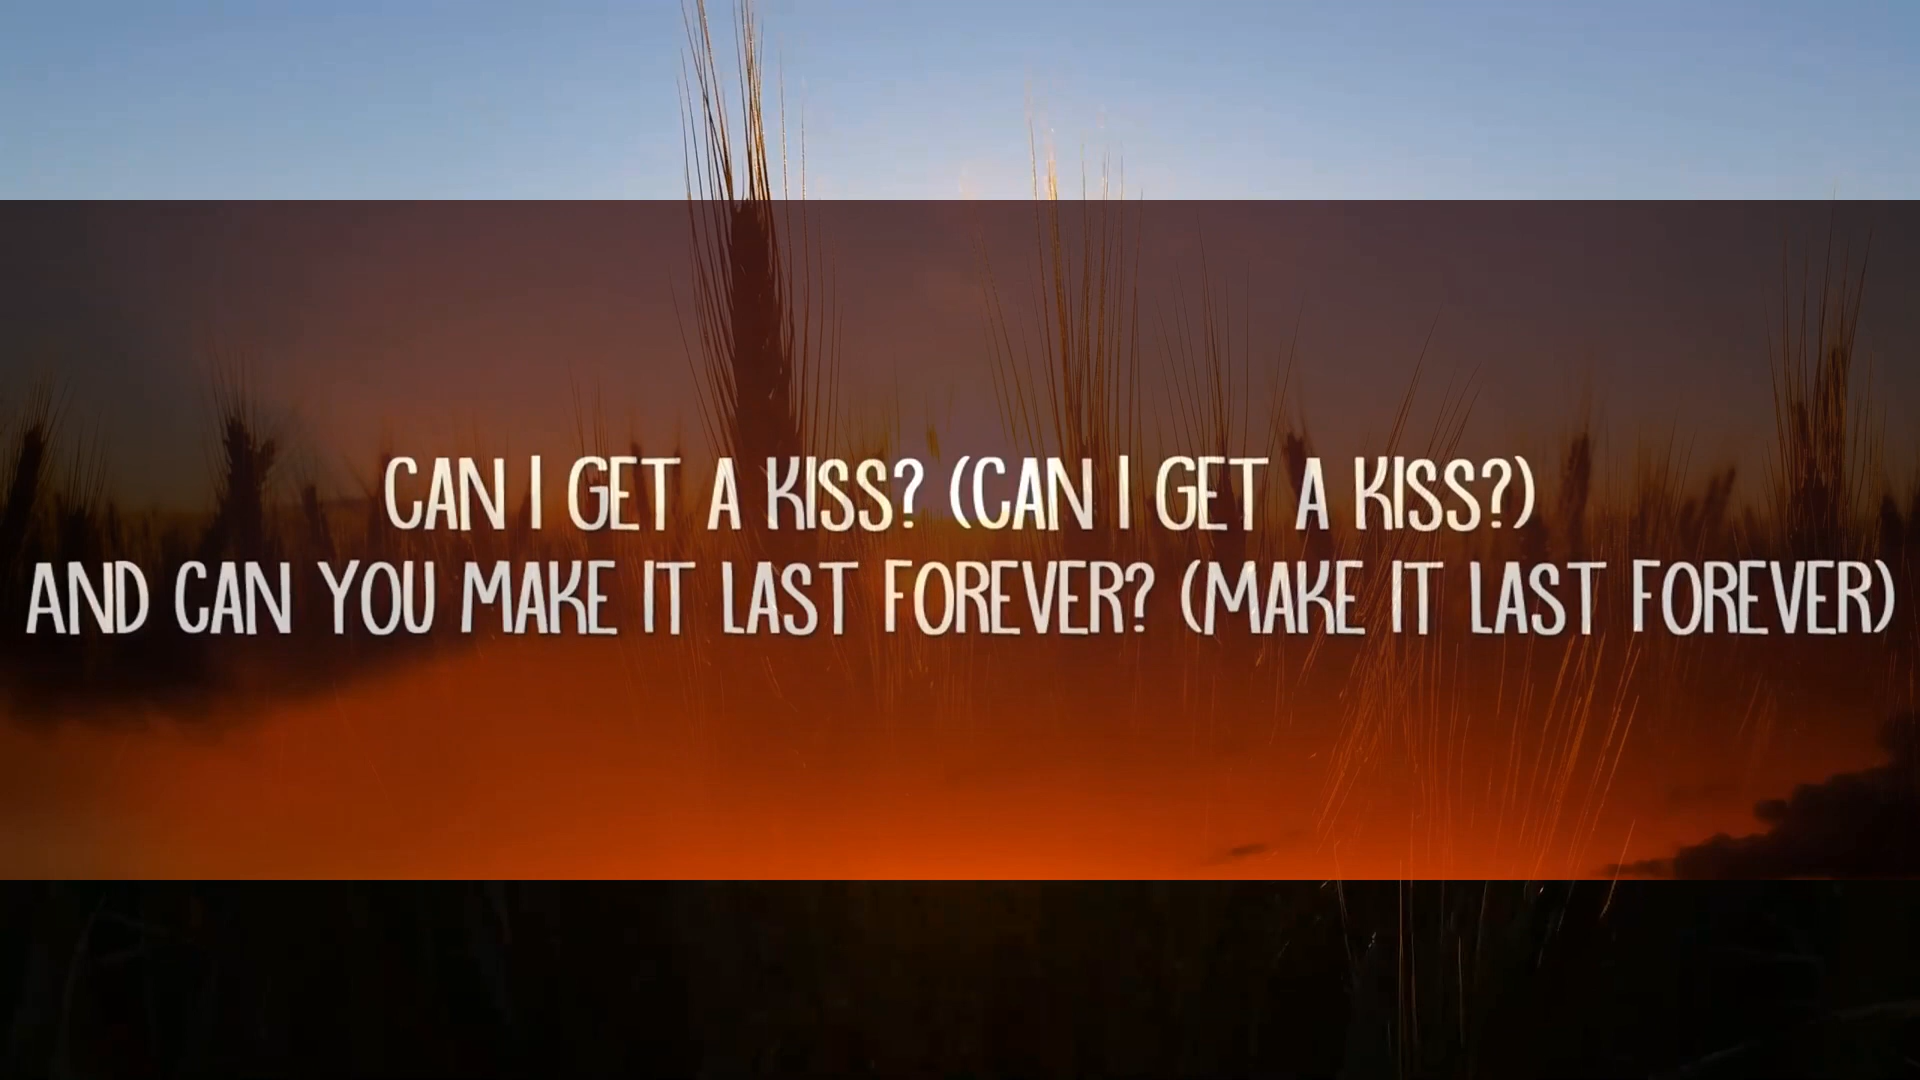 CAN I GET A KISS? (CAN I GET A KISS?)
AND CAN YOU MAKE IT LAST FOREVER? (MAKE IT LAST FOREVER)